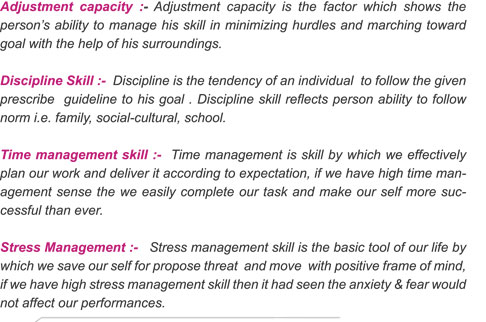 Adjustment capacity :- Adjustment capacity is the factor which shows the
person's ability to manage his skill in minimizing hurdles and marching toward
goal with the help of his surroundings.
Discipline Skill :- Discipline is the tendency of an individual to follow the given
prescribe guideline to his goal . Discipline skill reflects person ability to follow
norm i.e. family, social-cultural, school.
Time management skill :- Time management is skill by which we effectively
plan our work and deliver it according to expectation, if we have high time man-
agement sense the we easily complete our task and make our self more suc-
cessful than ever.
Stress Management :- Stress management skill is the basic tool of our life by
which we save our self for propose threat and move with positive frame of mind,
if we have high stress management skill then it had seen the anxiety & fear would
not affect our performances.